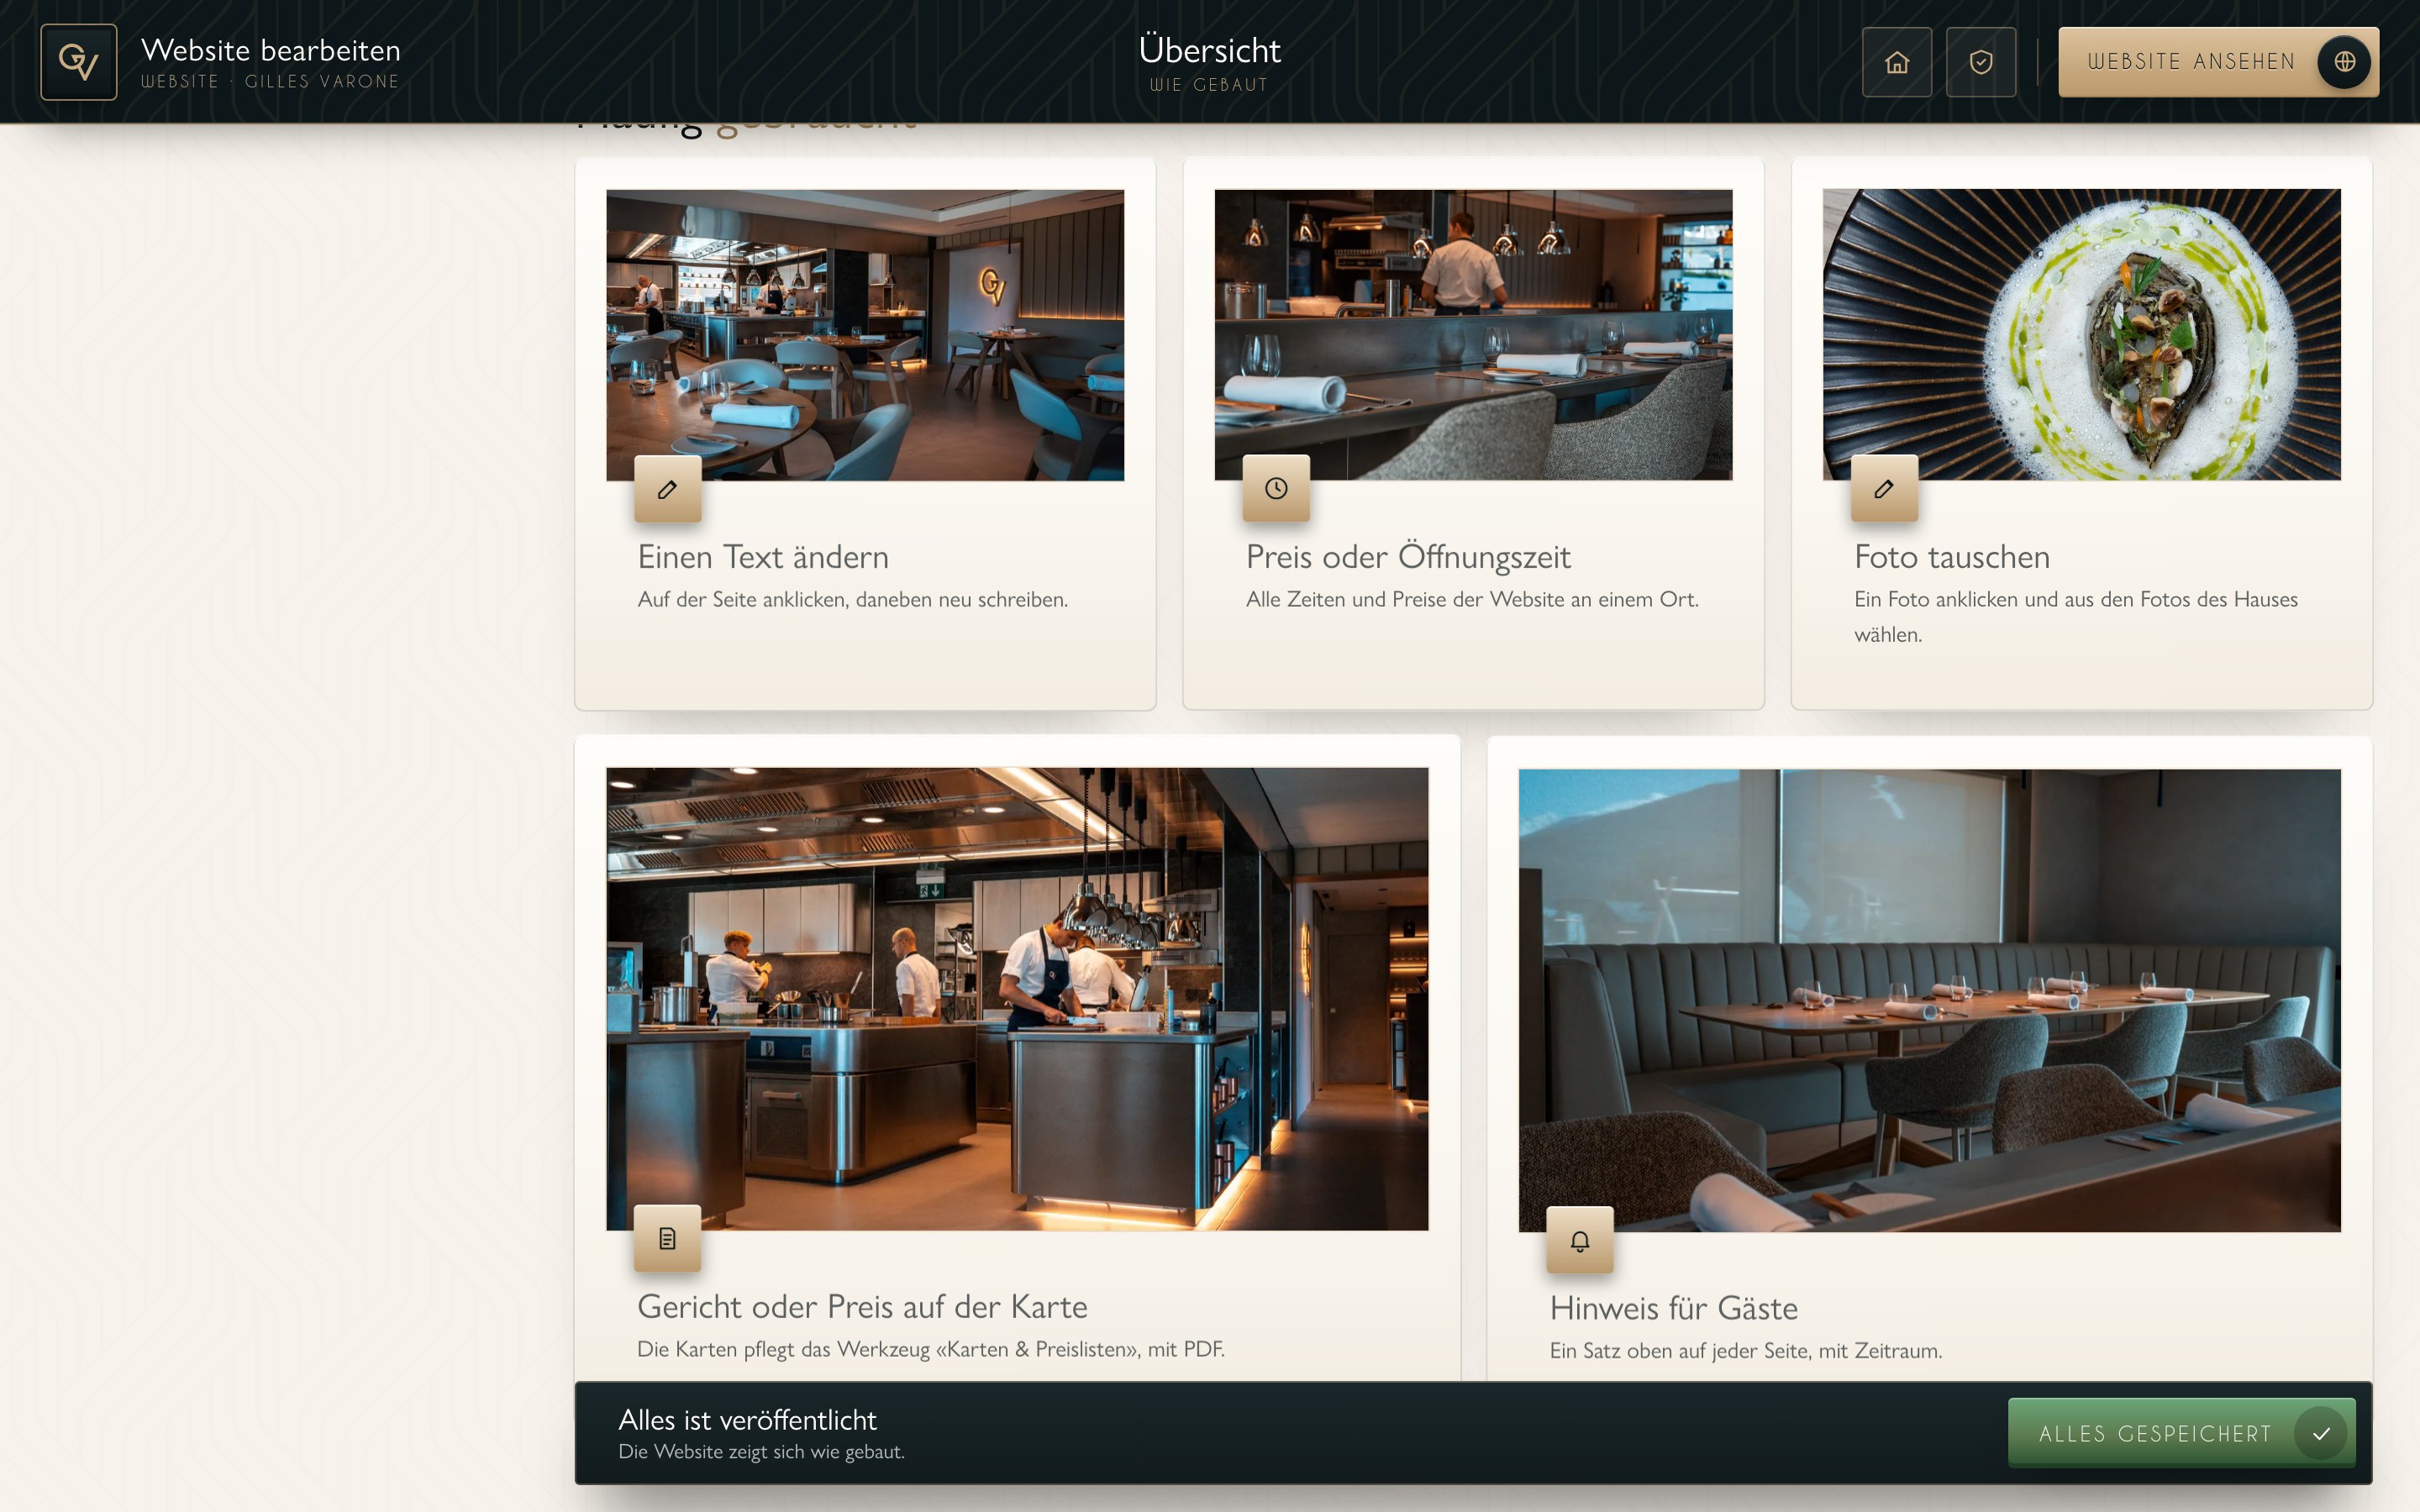 GV
Website bearbeiten
WEBSITE · GILLES VARONE
Übersicht
WIE GEBAUT
WEBSITE ANSEHEN
Häufig gebraucht
GV
Einen Text ändern
Auf der Seite anklicken, daneben neu schreiben.
Preis oder Öffnungszeit
Alle Zeiten und Preise der Website an einem Ort.
Foto tauschen
Ein Foto anklicken und aus den Fotos des Hauses
wählen.
Gericht oder Preis auf der Karte
Die Karten pflegt das Werkzeug «Karten & Preislisten», mit PDF.
Hinweis für Gäste
Ein Satz oben auf jeder Seite, mit Zeitraum.
Alles ist veröffentlicht
Die Website zeigt sich wie gebaut.
ALLES GESPEICHERT